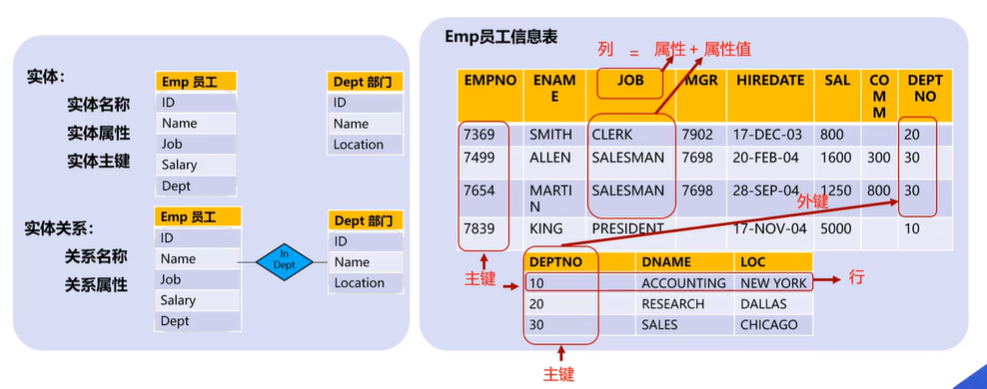 实体：
实体名称
实体属性
实体主键
Emp 员工
ID
Name
Job
Salary
Dept
Dept 部门
ID
Name
Location
实体关系：
关系名称
关系属性
Emp 员工
ID
Name
Job
Salary
Dept
In
Dept
Dept 部门
ID
Name
Location
Emp员工信息表
列 = 属性 + 属性值
EMPNO ENAM
E JOB MGR HIREDATE SAL CO
M
M DEPT
NO
7369 SMITH CLERK 7902 17-DEC-03 800 20
7499 ALLEN SALESMAN 7698 20-FEB-04 1600 300 30
7654 MARTI
N SALESMAN 7698 28-SEP-04 1250 800 30
外键
7839 KING PRESIDENT 17-NOV-04 5000 10
主键
DEPTNO DNAME LOC
10 ACCOUNTING NEW YORK
行
20 RESEARCH DALLAS
30 SALES CHICAGO
主键